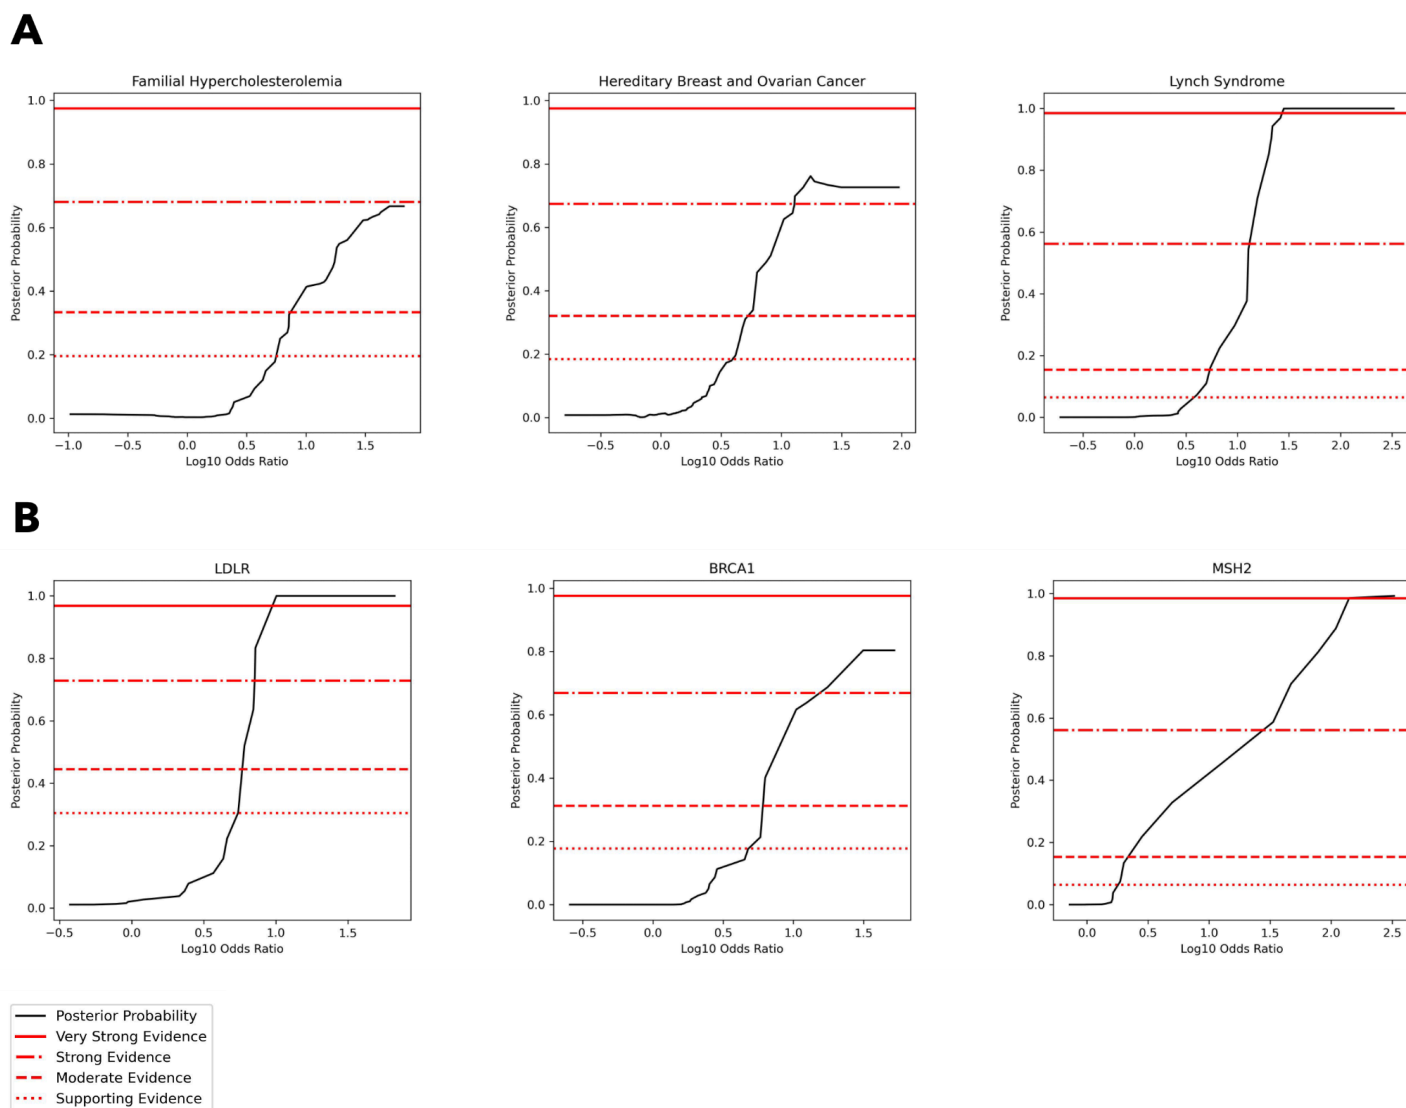 A
Familial Hypercholesterolemia
Posterior Probability
1.0
0.8
0.6
0.4
0.2
0.0
−1.0 −0.5 0.0 0.5 1.0 1.5
Log10 Odds Ratio
Hereditary Breast and Ovarian Cancer
Posterior Probability
1.0
0.8
0.6
0.4
0.2
0.0
−0.5 0.0 0.5 1.0 1.5 2.0
Log10 Odds Ratio
Lynch Syndrome
Posterior Probability
1.0
0.8
0.6
0.4
0.2
0.0
−0.5 0.0 0.5 1.0 1.5 2.0 2.5
Log10 Odds Ratio
B
LDLR
Posterior Probability
1.0
0.8
0.6
0.4
0.2
0.0
−0.5 0.0 0.5 1.0 1.5
Log10 Odds Ratio
BRCA1
Posterior Probability
1.0
0.8
0.6
0.4
0.2
0.0
−0.5 0.0 0.5 1.0 1.5
Log10 Odds Ratio
MSH2
Posterior Probability
1.0
0.8
0.6
0.4
0.2
0.0
0.0 0.5 1.0 1.5 2.0 2.5
Log10 Odds Ratio
Posterior Probability
Very Strong Evidence
Strong Evidence
Moderate Evidence
Supporting Evidence